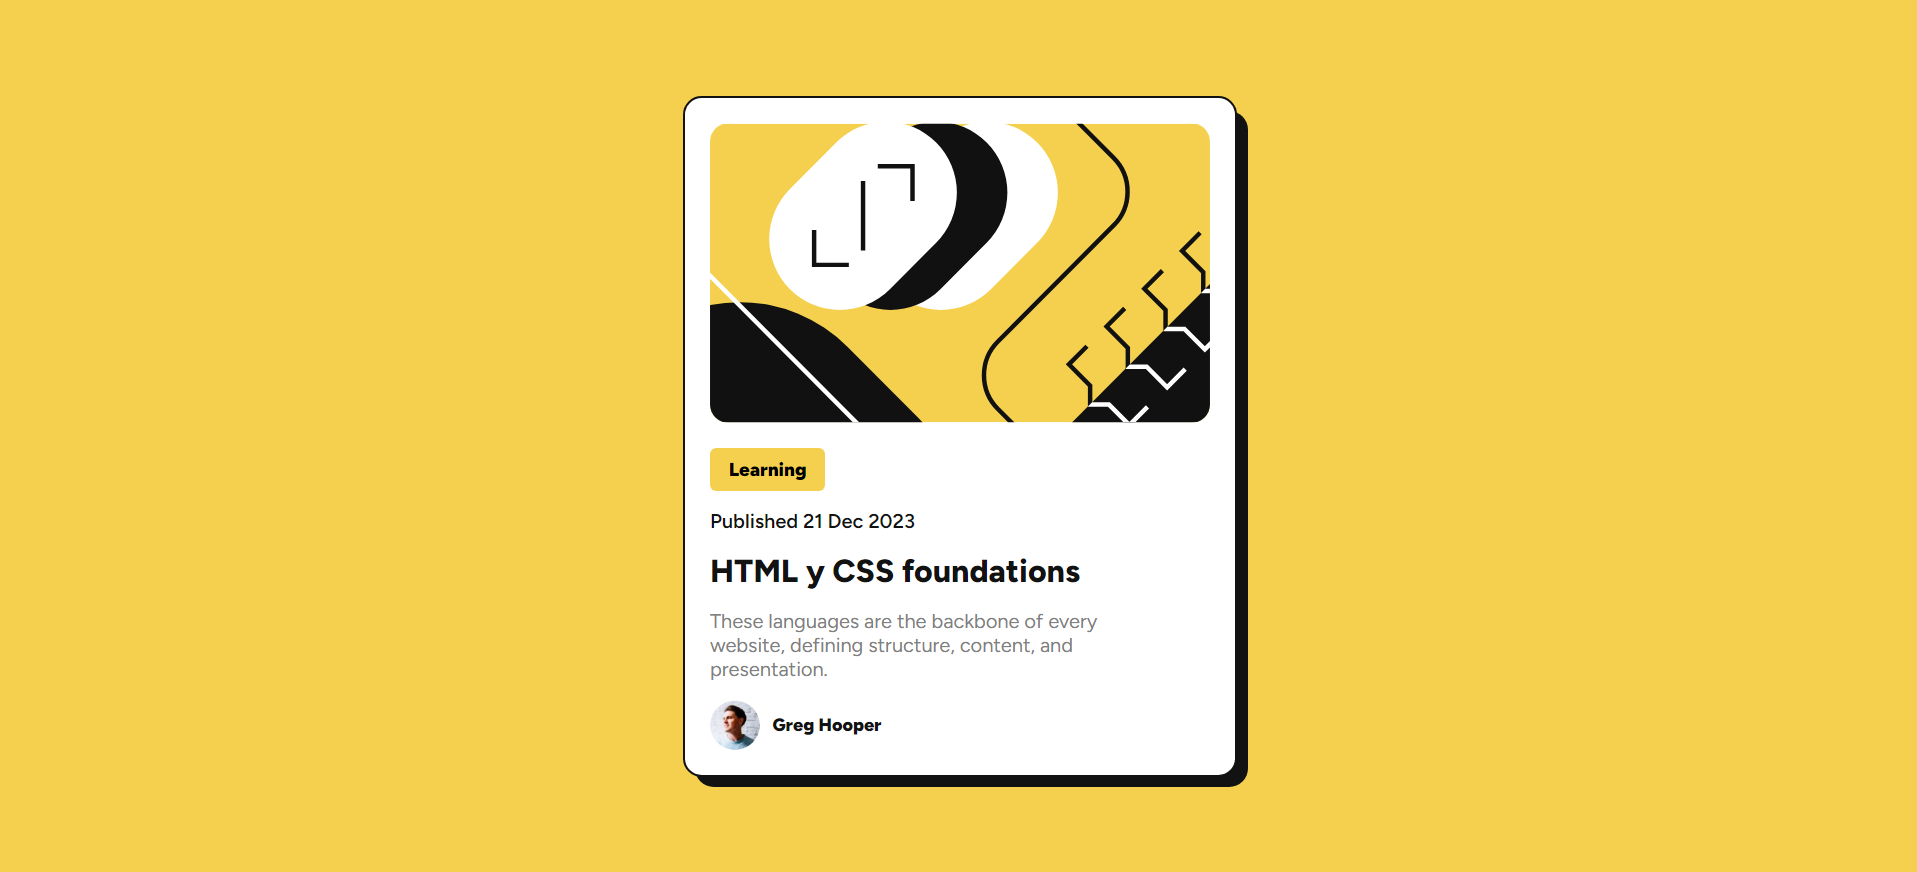 Learning
Published 21 Dec 2023
HTML y CSS foundations
These languages are the backbone of every
website, defining structure, content, and
presentation.
Greg Hooper